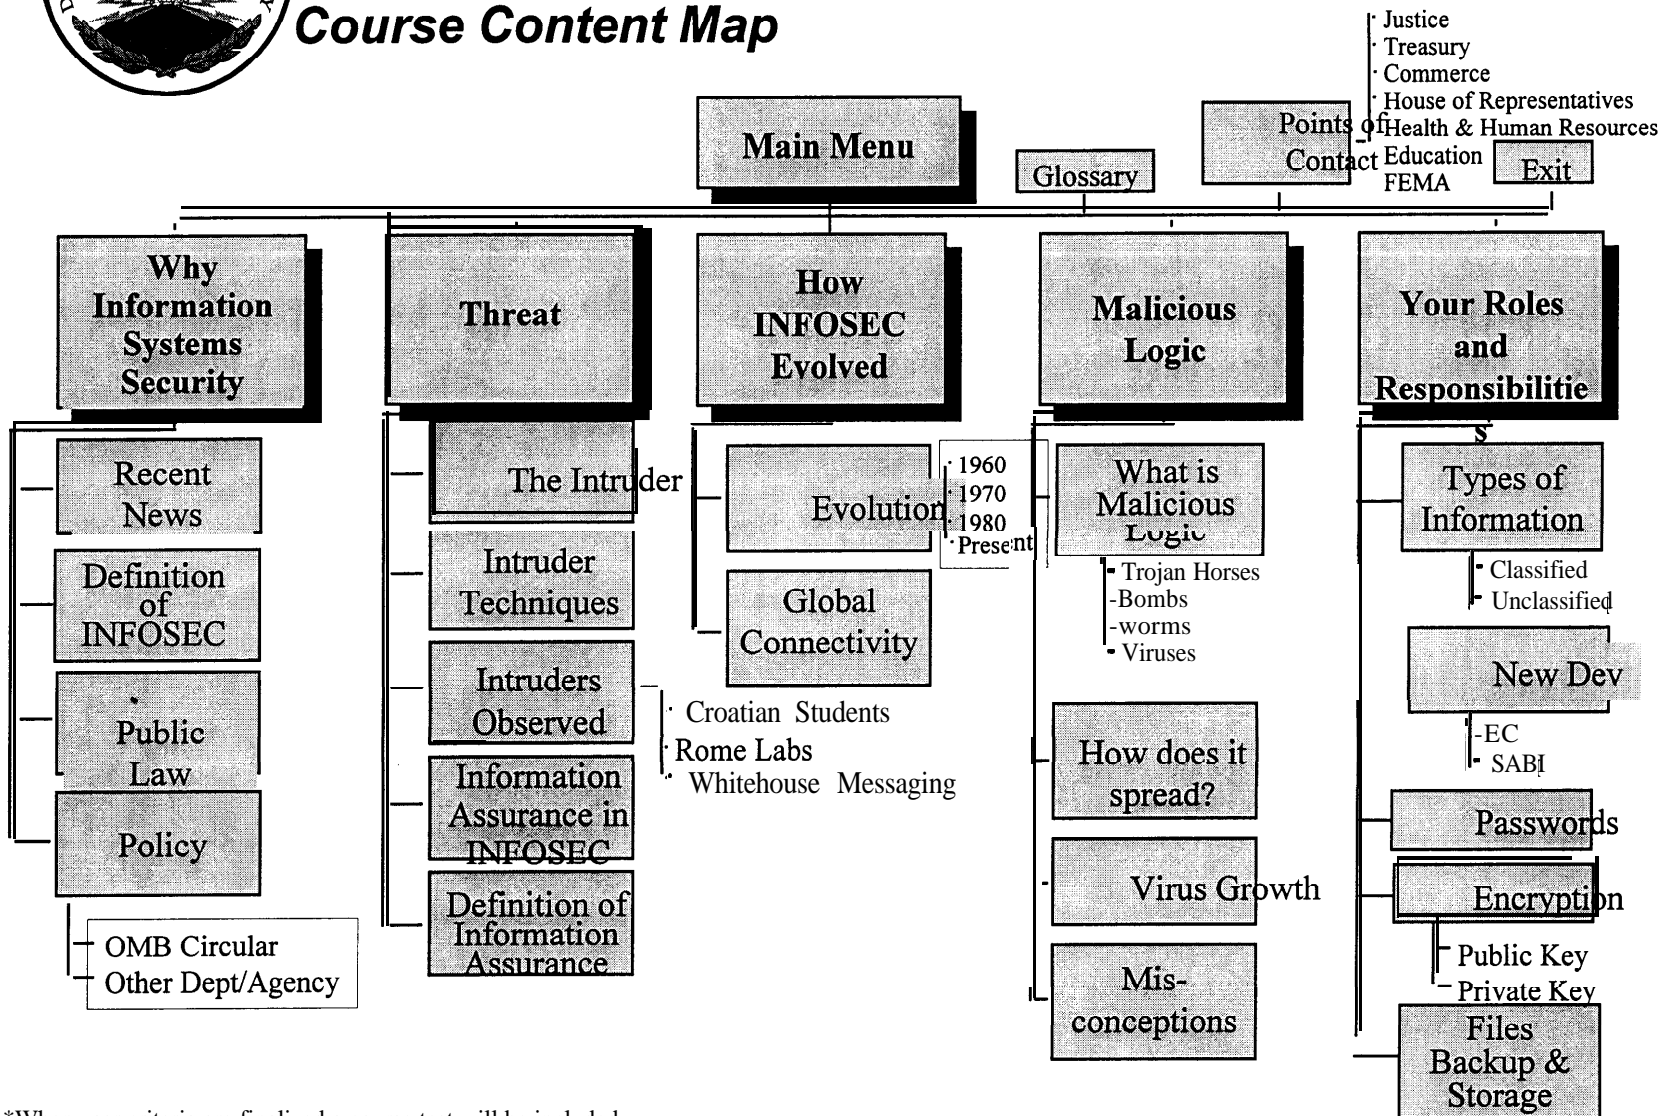 Course Content Map
Justice
Treasury
Commerce
House of Representatives
Health & Human Resources
Education
FEMA
Main Menu
Glossary
Points of
Contact
Exit
Why
Information
Systems
Security
Recent
News
Definition
of
INFOSEC
Public
Law
Policy
OMB Circular
Other Dept/Agency
Threat
The Intruder
Intruder
Techniques
Intruders
Observed
Croatian Students
Rome Labs
Whitehouse Messaging
Information
Assurance in
INFOSEC
Definition of
Information
Assurance
How
INFOSEC
Evolved
Evolution
1960
1970
1980
Present
Global
Connectivity
Malicious
Logic
What is
Malicious
Logic
- Trojan Horses
-Bombs
-worms
- Viruses
How does it
spread?
Virus Growth
Mis-
conceptions
Your Roles
and
Responsibilitie
s
Types of
Information
Classified
Unclassified
New Dev
-EC
- SABI
Passwords
Encryption
Public Key
Private Key
Files
Backup &
Storage